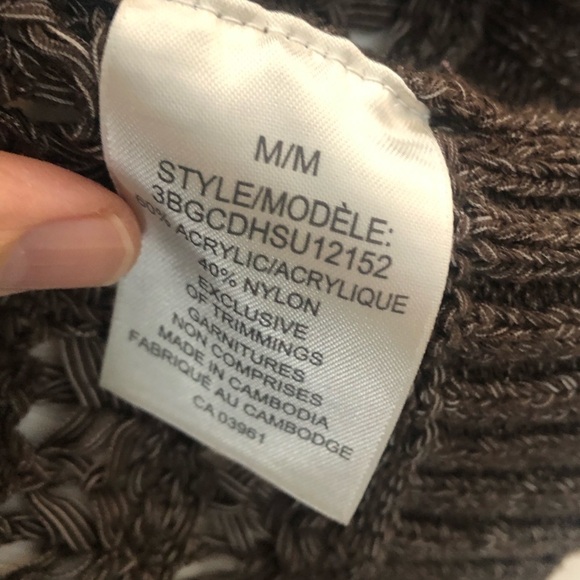 M/M
STYLE/MODÈLE:
3BGCDHSU12152
60% ACRYLIC/ACRYLIQUE
40% NYLON
EXCLUSIVE
OF TRIMMINGS
GARNITURES
NON COMPRISES
MADE IN CAMBODIA
FABRIQUÉ AU CAMBODGE
CA 03961